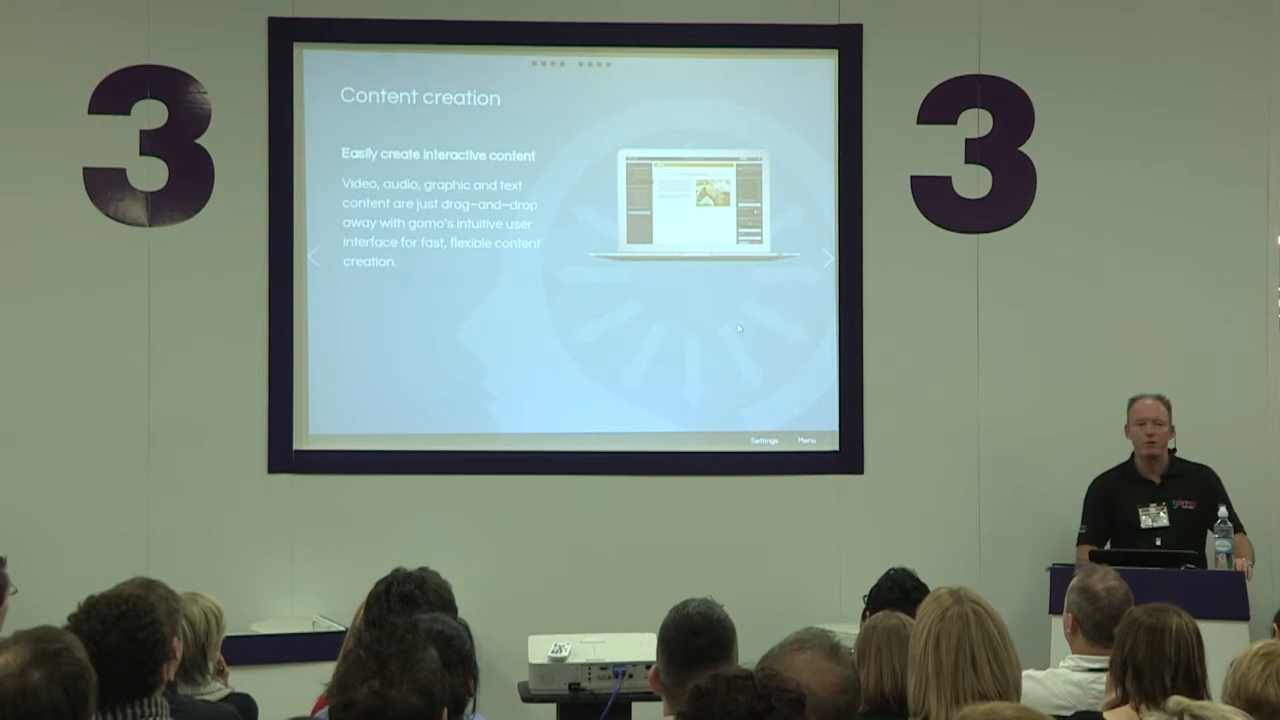 3
3
Content creation
Easily create interactive content
Video, audio, graphic and text
content are just drag-and-drop
away with gomo's intuitive user
interface for fast, flexible content
creation.
Settings Menu
gomo